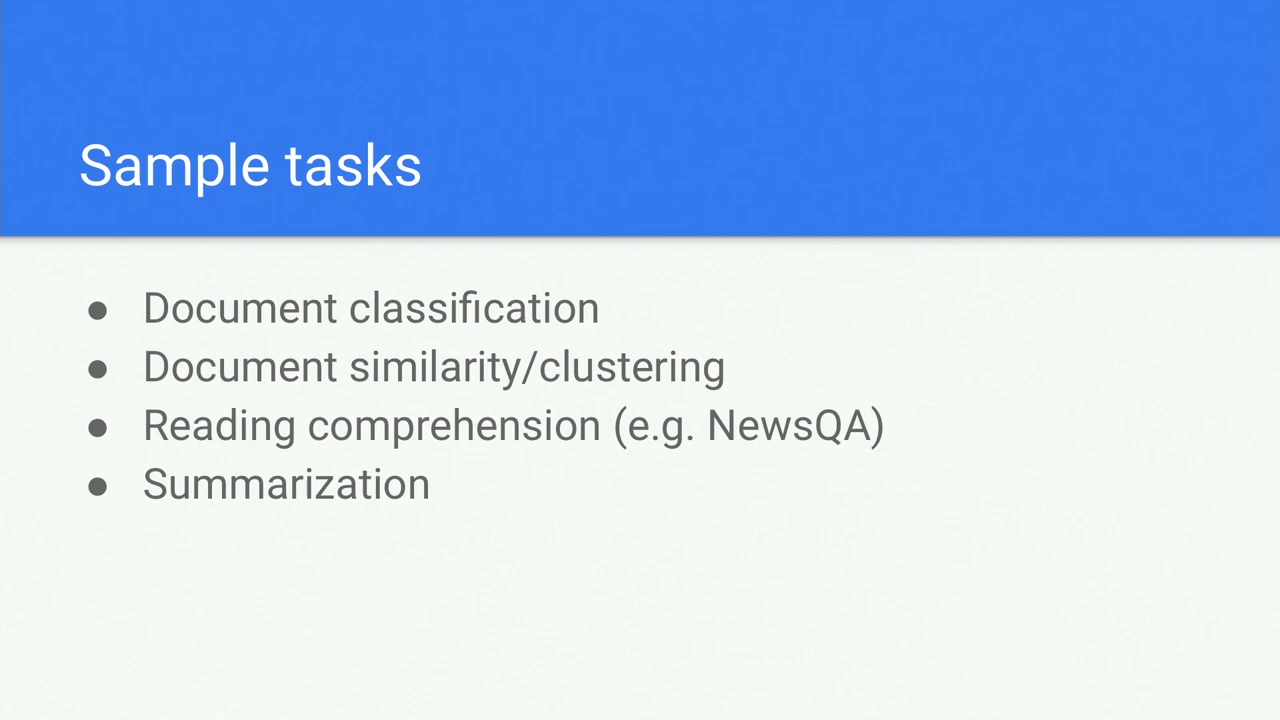 Sample tasks
● Document classification
● Document similarity/clustering
● Reading comprehension (e.g. NewsQA)
● Summarization